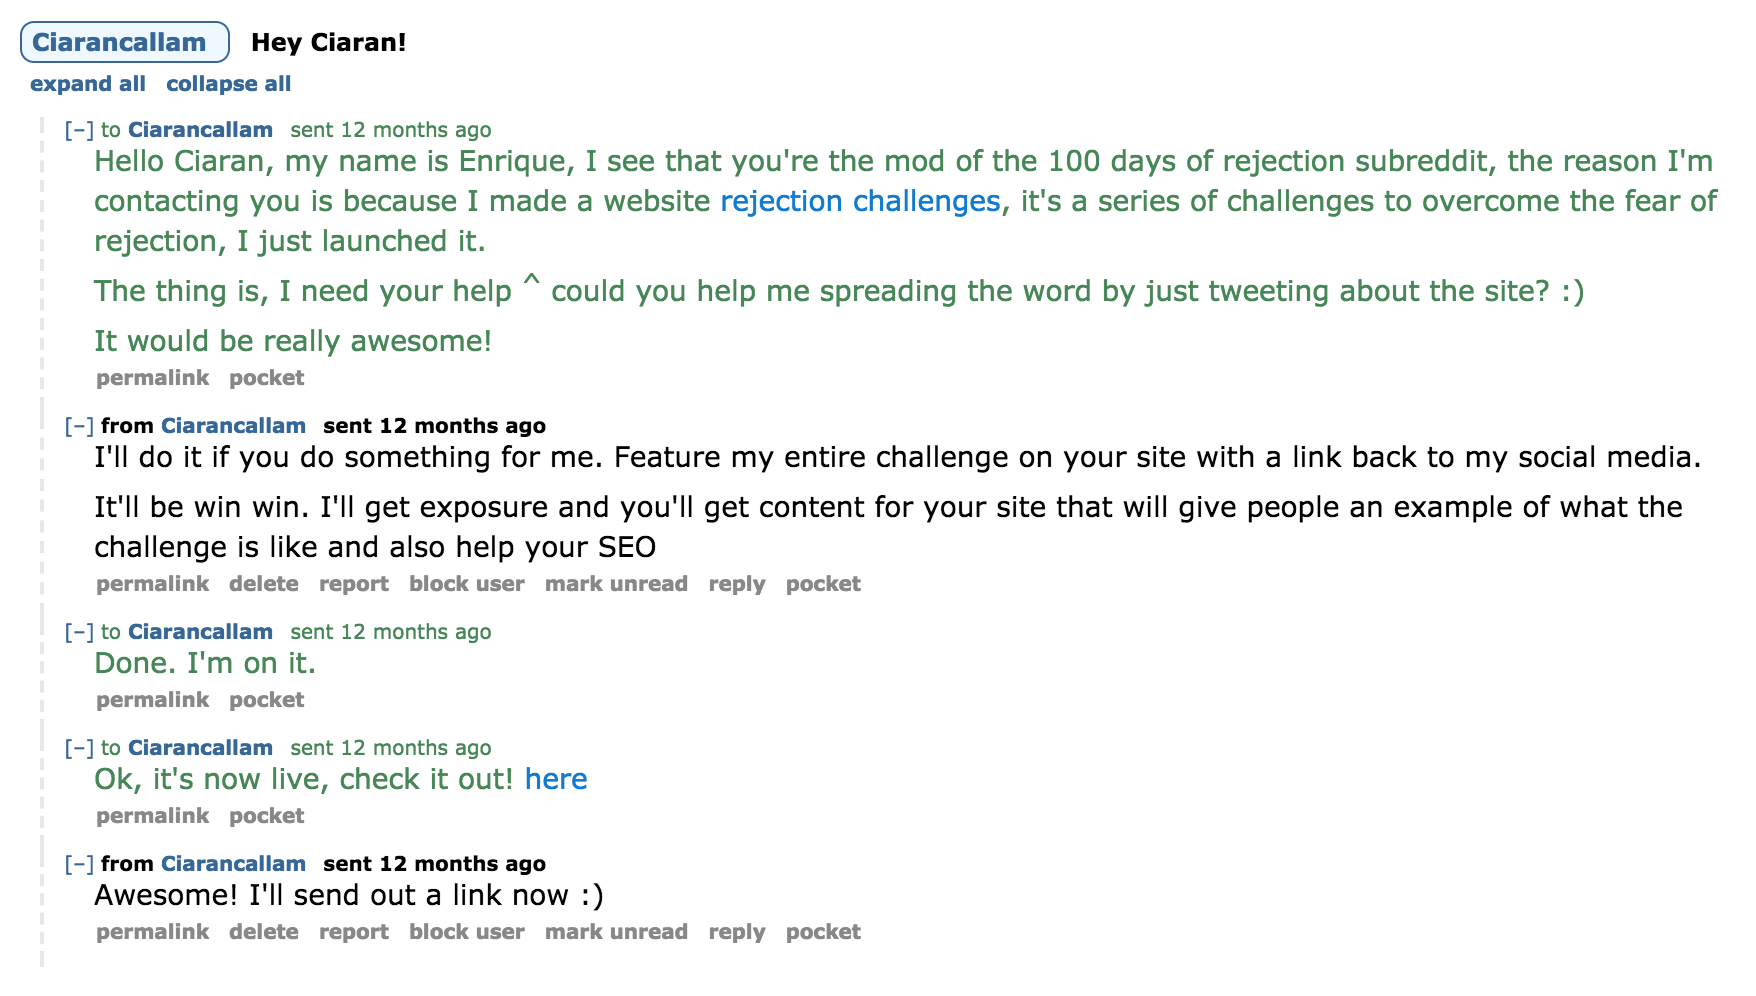 Ciarancallam Hey Ciaran!
expand all collapse all
[–] to Ciarancallam sent 12 months ago
Hello Ciaran, my name is Enrique, I see that you're the mod of the 100 days of rejection subreddit, the reason I'm
contacting you is because I made a website rejection challenges, it's a series of challenges to overcome the fear of
rejection, I just launched it.
The thing is, I need your help ^ could you help me spreading the word by just tweeting about the site? :)
It would be really awesome!
permalink pocket
[–] from Ciarancallam sent 12 months ago
I'll do it if you do something for me. Feature my entire challenge on your site with a link back to my social media.
It'll be win win. I'll get exposure and you'll get content for your site that will give people an example of what the
challenge is like and also help your SEO
permalink delete report block user mark unread reply pocket
[–] to Ciarancallam sent 12 months ago
Done. I'm on it.
permalink pocket
[–] to Ciarancallam sent 12 months ago
Ok, it's now live, check it out! here
permalink pocket
[–] from Ciarancallam sent 12 months ago
Awesome! I'll send out a link now :)
permalink delete report block user mark unread reply pocket